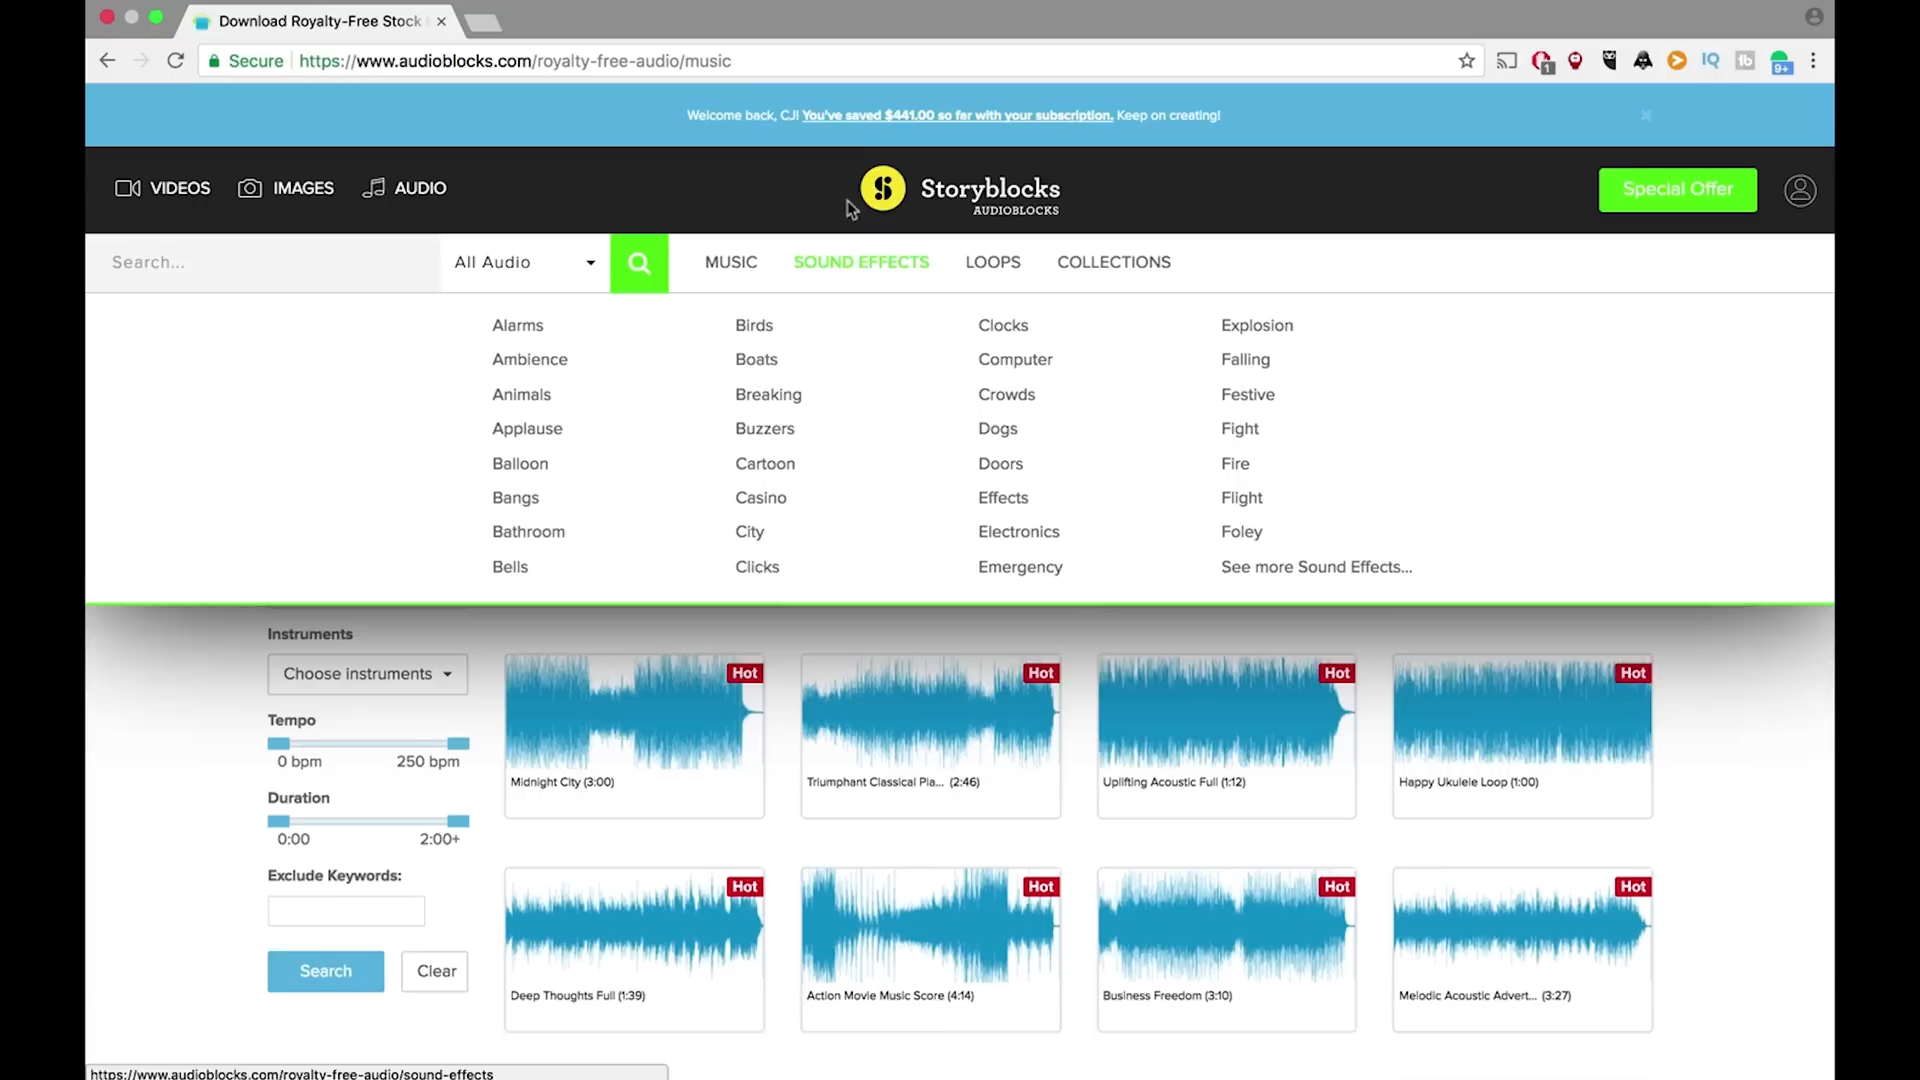 Download Royalty-Free Stock
Secure https://www.audioblocks.com/royalty-free-audio/music
1
IQ
tb
9+
Welcome back, CJ! You've saved $441.00 so far with your subscription. Keep on creating!
VIDEOS IMAGES AUDIO
Storyblocks
AUDIOBLOCKS
Special Offer
Search...
All Audio
MUSIC SOUND EFFECTS LOOPS COLLECTIONS
Alarms Birds Clocks Explosion
Ambience Boats Computer Falling
Animals Breaking Crowds Festive
Applause Buzzers Dogs Fight
Balloon Cartoon Doors Fire
Bangs Casino Effects Flight
Bathroom City Electronics Foley
Bells Clicks Emergency See more Sound Effects...
Instruments
Choose instruments
Tempo
0 bpm 250 bpm
Duration
0:00 2:00+
Exclude Keywords:
Search Clear
Hot Hot Hot Hot
Midnight City (3:00) Triumphant Classical Pia... (2:46) Uplifting Acoustic Full (1:12) Happy Ukulele Loop (1:00)
Hot Hot Hot Hot
Deep Thoughts Full (1:39) Action Movie Music Score (4:14) Business Freedom (3:10) Melodic Acoustic Advert... (3:27)
https://www.audioblocks.com/royalty-free-audio/sound-effects